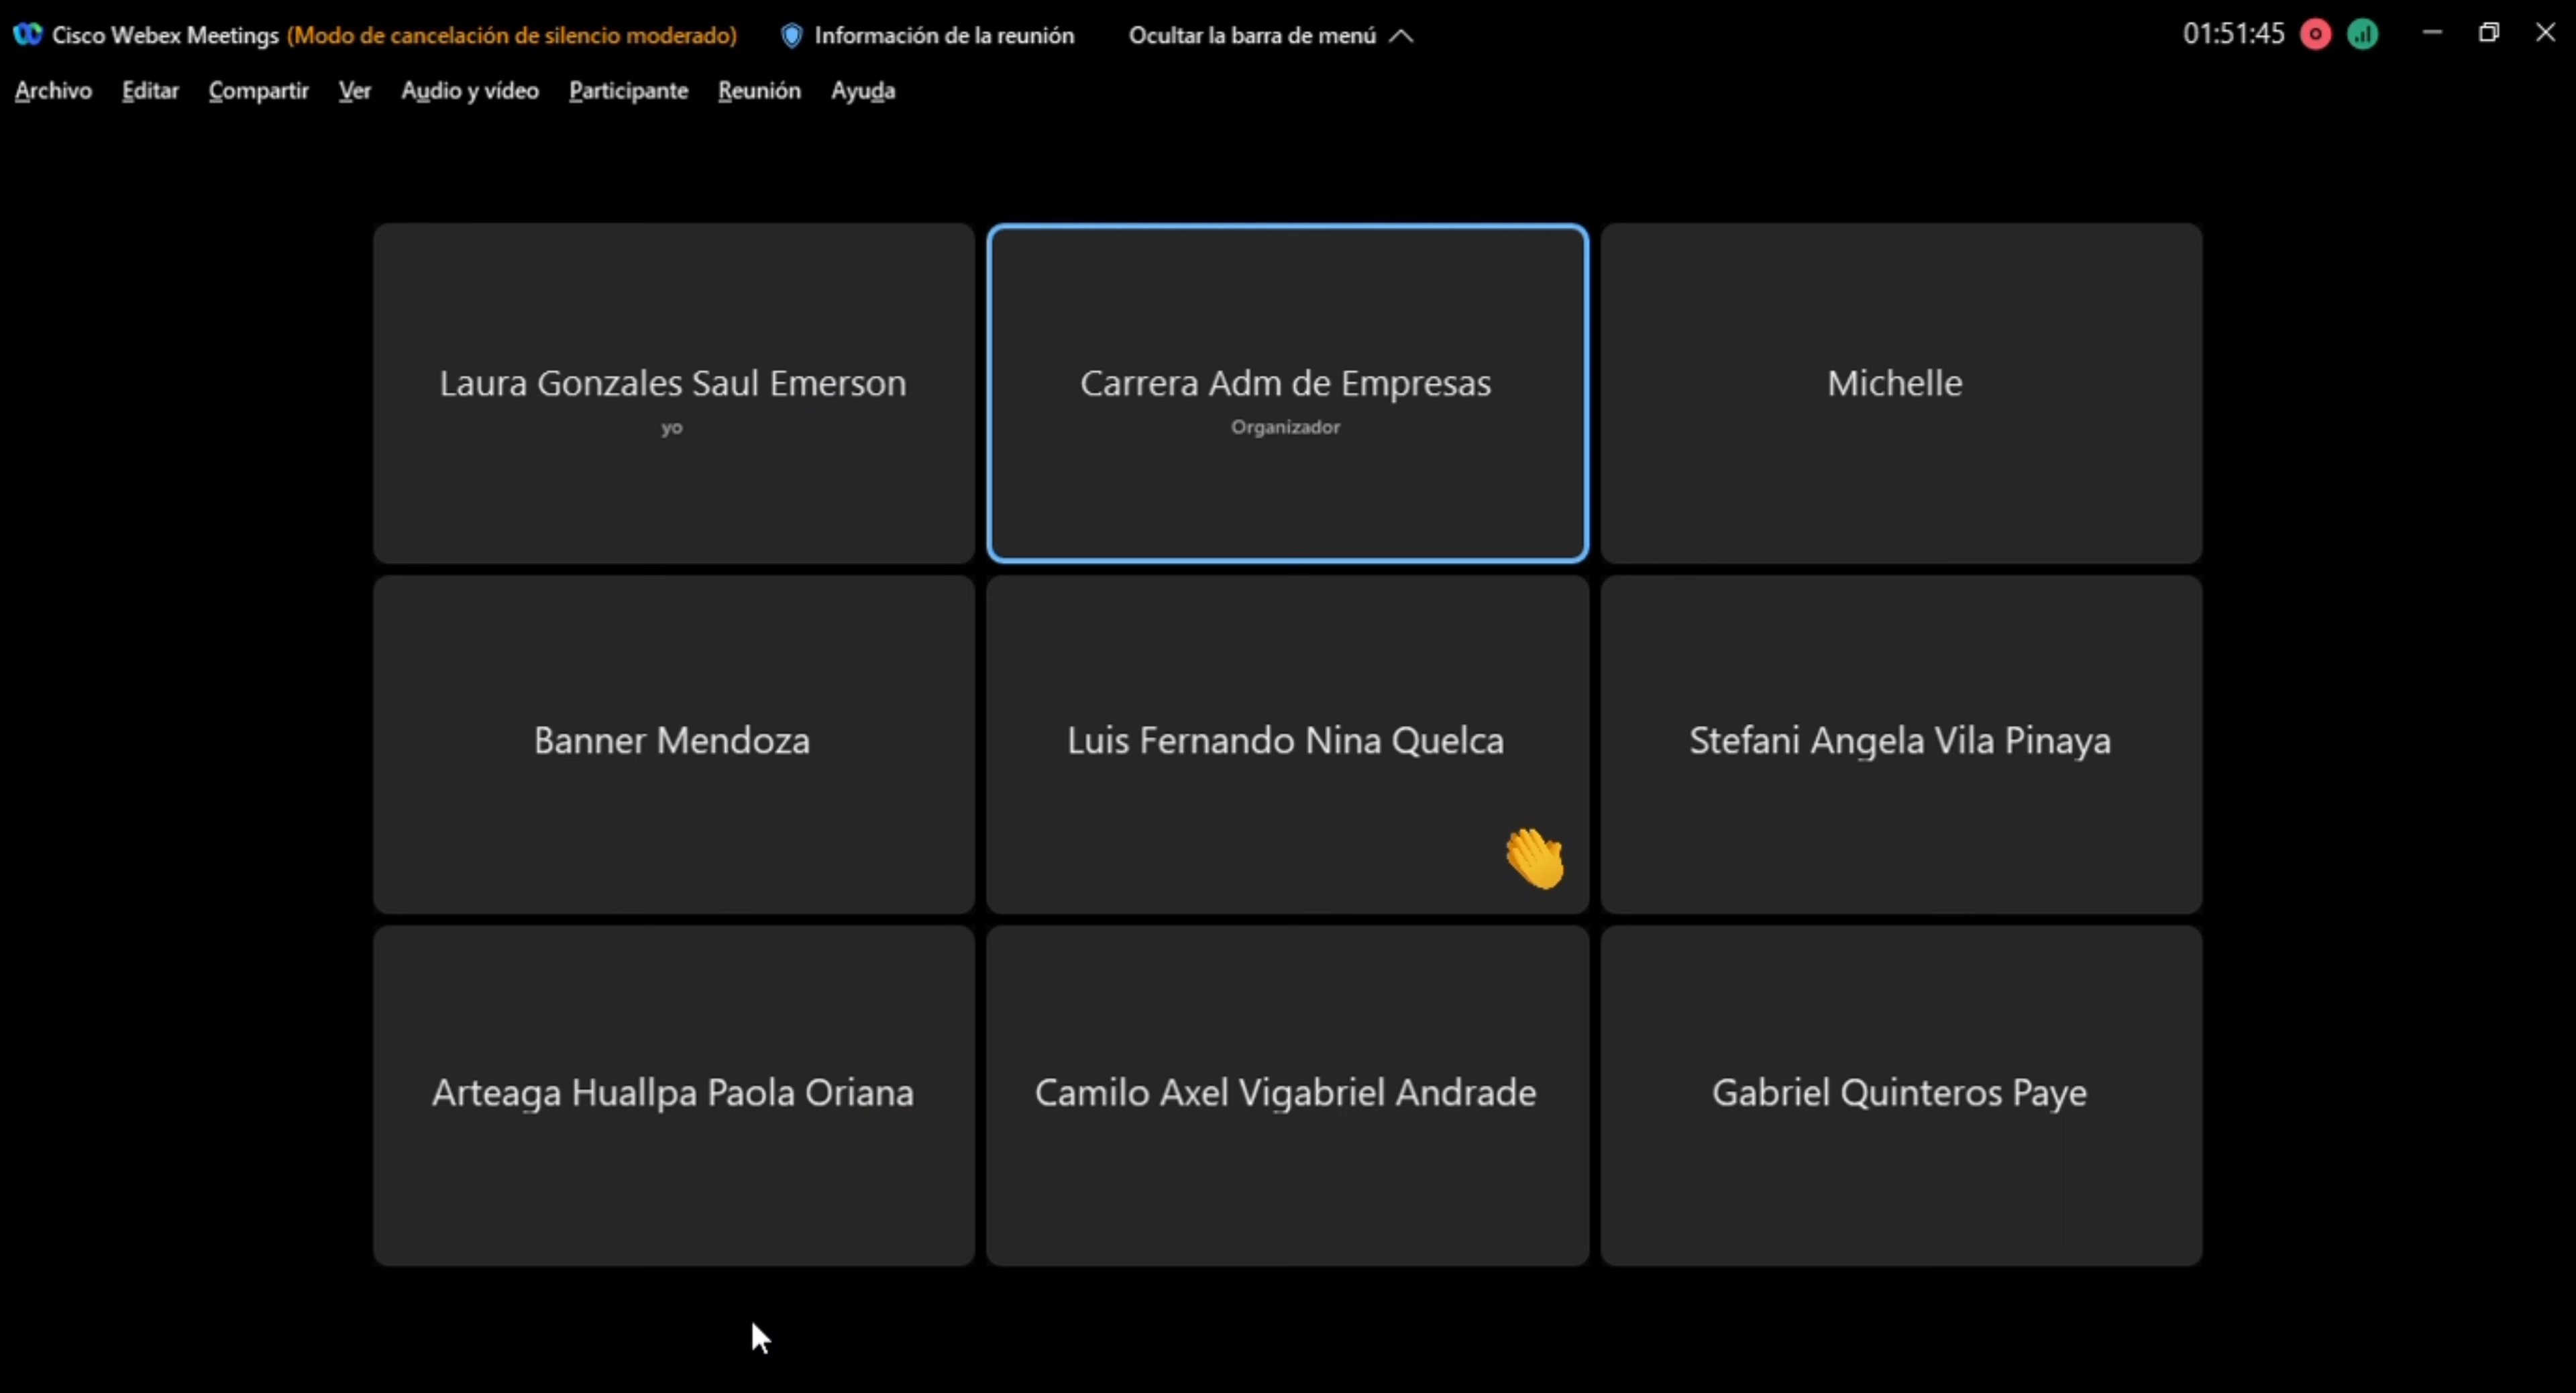 Cisco Webex Meetings (Modo de cancelación de silencio moderado) Información de la reunión Ocultar la barra de menú 01:51:45
Archivo Editar Compartir Ver Audio y vídeo Participante Reunión Ayuda
Laura Gonzales Saul Emerson
yo
Carrera Adm de Empresas
Organizador
Michelle
Banner Mendoza
Luis Fernando Nina Quelca
Stefani Angela Vila Pinaya
Arteaga Huallpa Paola Oriana
Camilo Axel Vigabriel Andrade
Gabriel Quinteros Paye